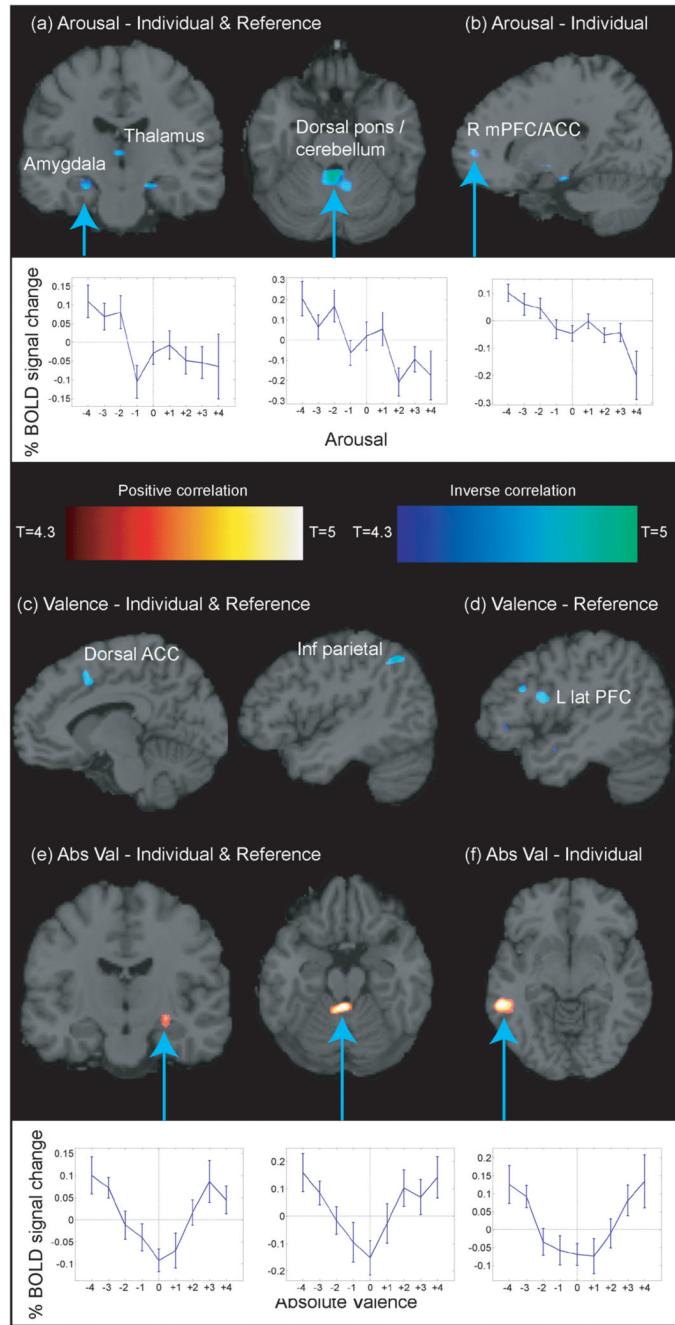 (a) Arousal - Individual & Reference
(b) Arousal - Individual
Thalamus
Amygdala
Dorsal pons /
cerebellum
R mPFC/ACC
% BOLD signal change
0.15
0.1
0.05
0
-0.05
-0.1
-0.15
-4 -3 -2 -1 0 +1 +2 +3 +4
0.3
0.2
0.1
0
-0.1
-0.2
-0.3
-4 -3 -2 -1 0 +1 +2 +3 +4
0.1
0
-0.1
-0.2
-0.3
-4 -3 -2 -1 0 +1 +2 +3 +4
Arousal
Positive correlation
T=4.3
T=5
Inverse correlation
T=4.3
T=5
(c) Valence - Individual & Reference
(d) Valence - Reference
Dorsal ACC
Inf parietal
L lat PFC
(e) Abs Val - Individual & Reference
(f) Abs Val - Individual
% BOLD signal change
0.15
0.1
0.05
0
-0.05
-0.1
-4 -3 -2 -1 0 +1 +2 +3 +4
0.2
0.1
0
-0.1
-0.2
-4 -3 -2 -1 0 +1 +2 +3 +4
0.2
0.15
0.1
0.05
0
-0.05
-0.1
-4 -3 -2 -1 0 +1 +2 +3 +4
Absolute Valence